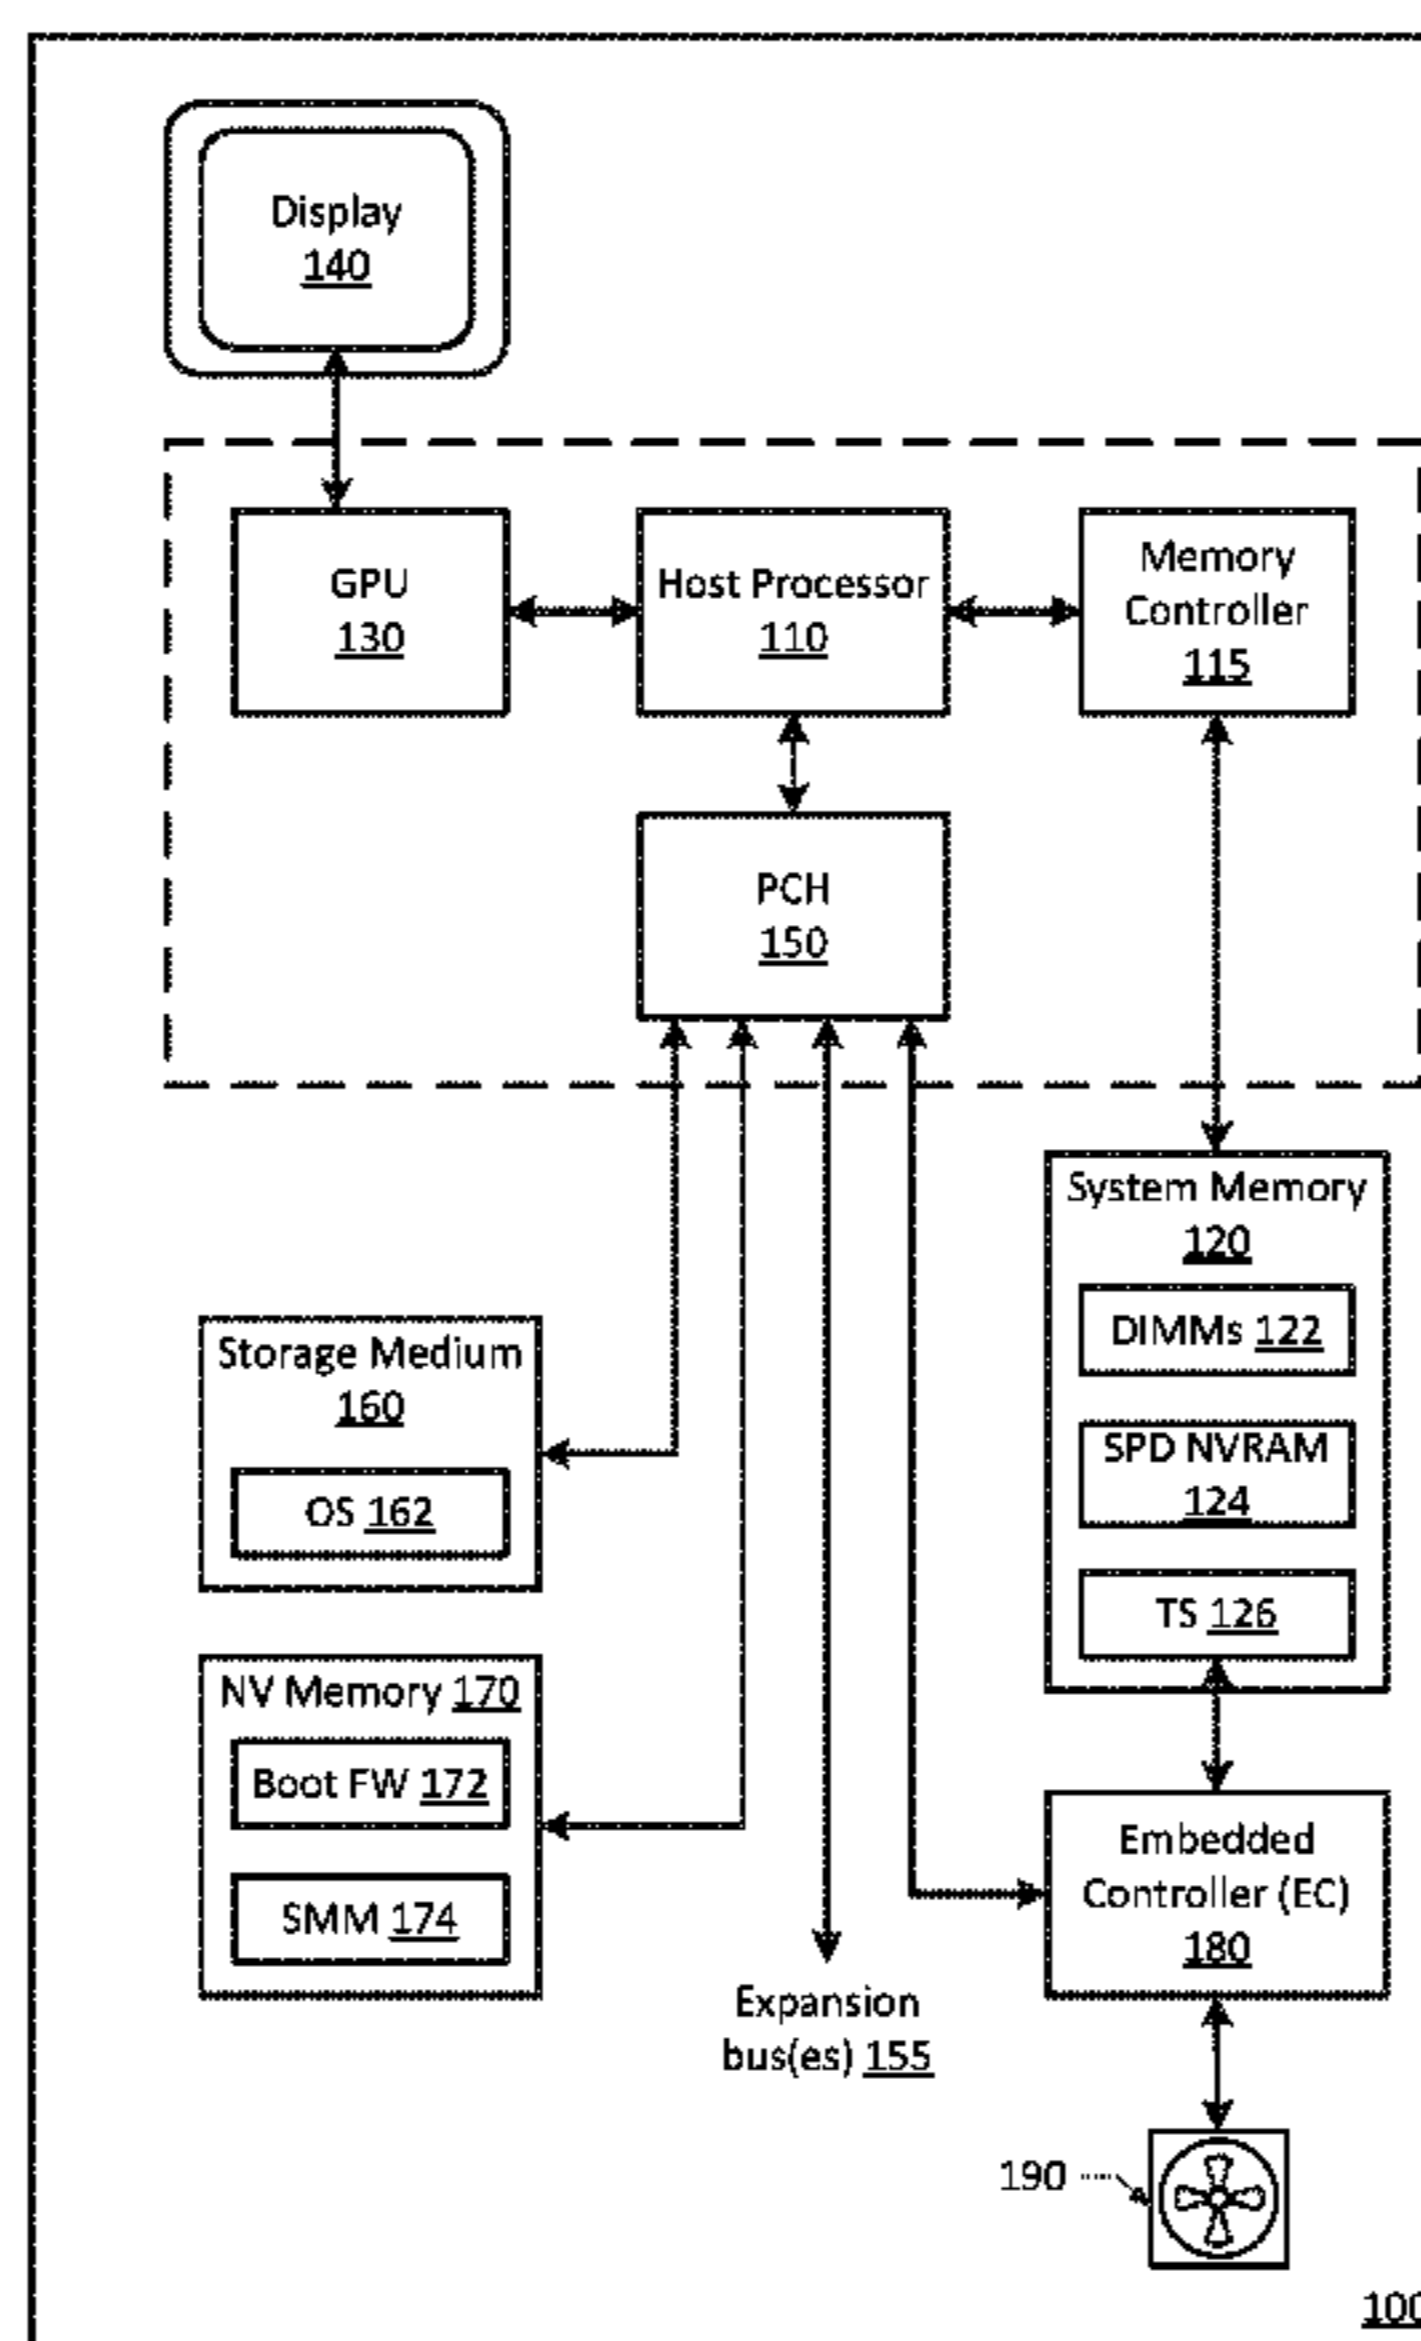 Display
140
GPU
130
Host Processor
110
Memory
Controller
115
PCH
150
System Memory
120
DIMMs 122
SPD NVRAM
124
TS 126
Storage Medium
160
OS 162
NV Memory 170
Boot FW 172
SMM 174
Embedded
Controller (EC)
180
Expansion
bus(es) 155
190
100